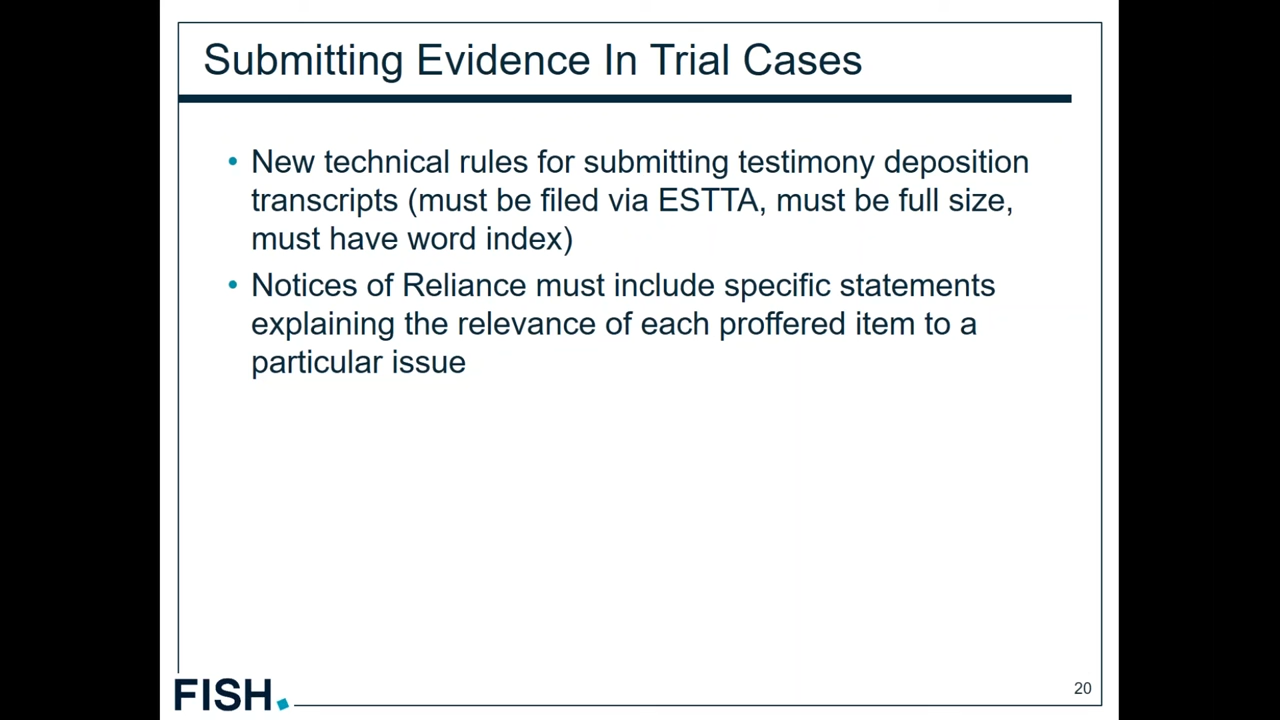 Submitting Evidence In Trial Cases
• New technical rules for submitting testimony deposition
transcripts (must be filed via ESTTA, must be full size,
must have word index)
• Notices of Reliance must include specific statements
explaining the relevance of each proffered item to a
particular issue
FISH.
20